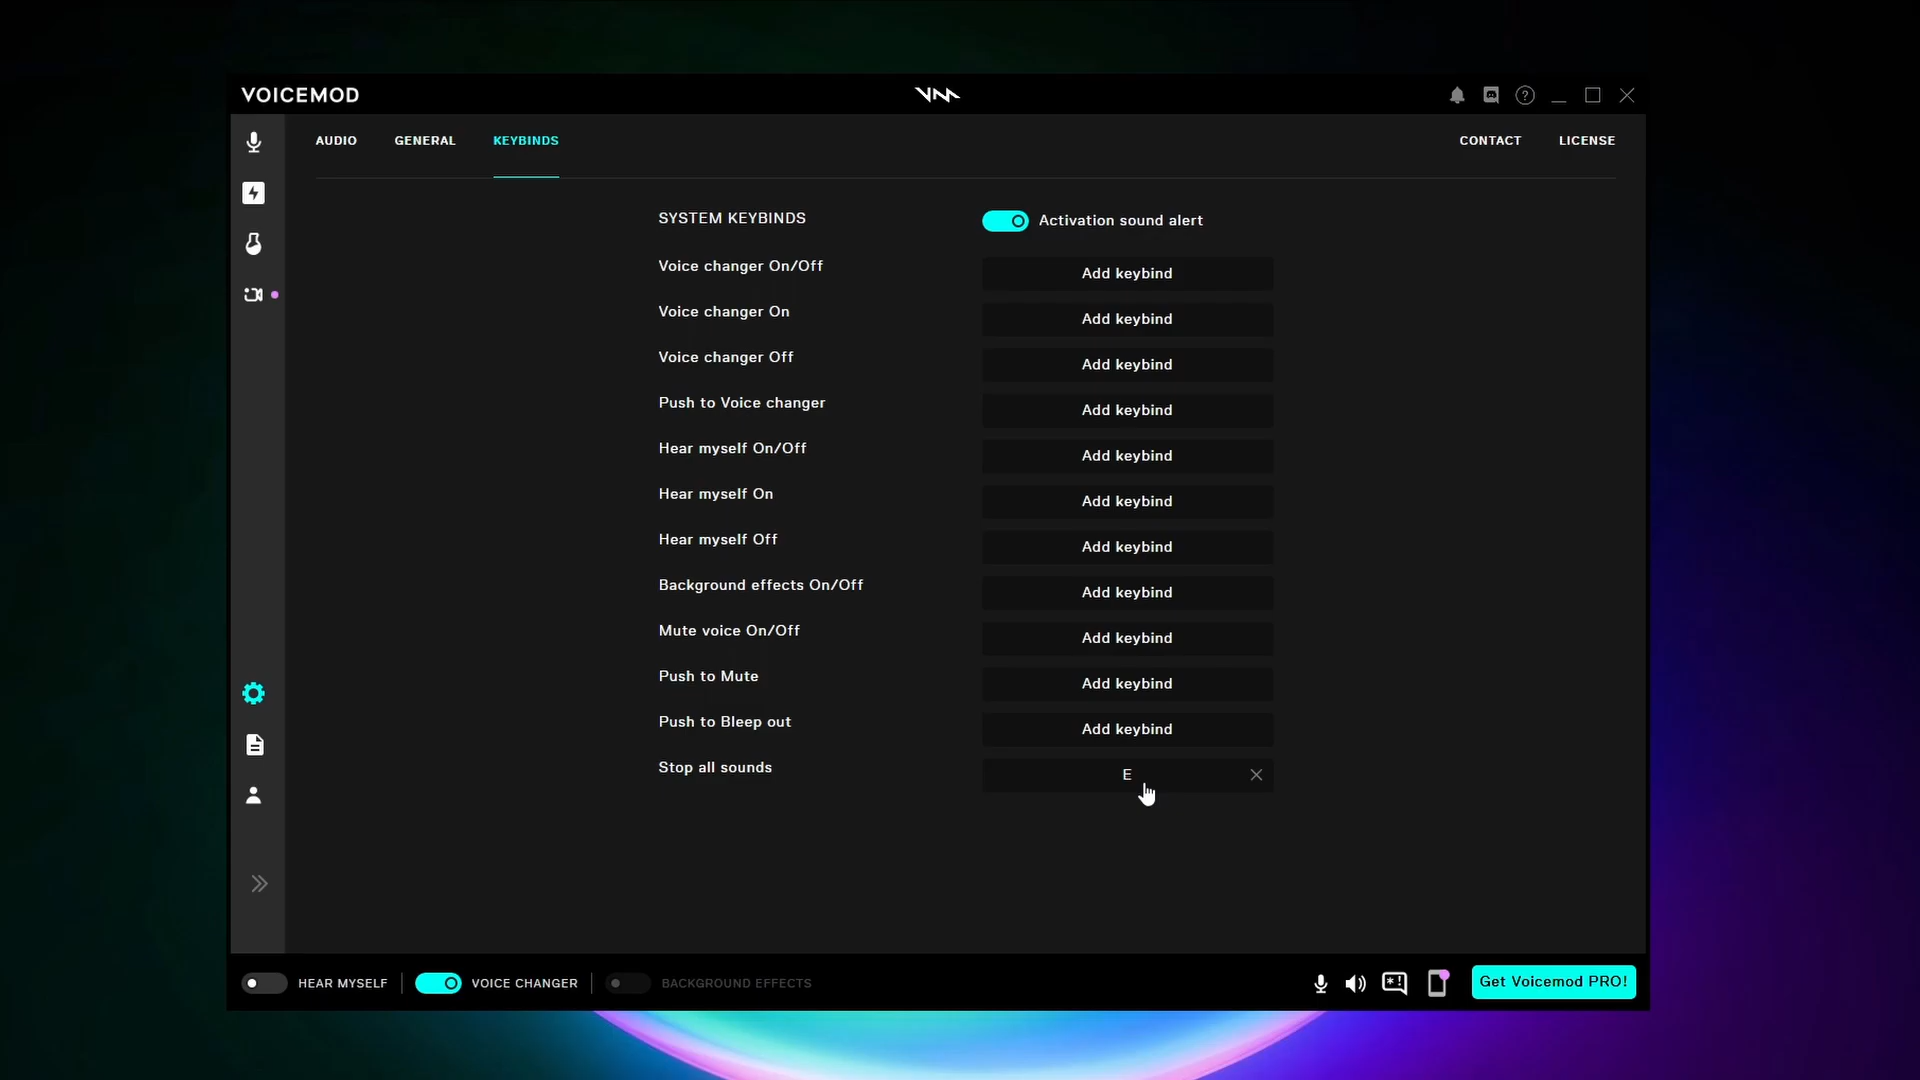 VOICEMOD
AUDIO GENERAL KEYBINDS CONTACT LICENSE
SYSTEM KEYBINDS Activation sound alert
Voice changer On/Off Add keybind
Voice changer On Add keybind
Voice changer Off Add keybind
Push to Voice changer Add keybind
Hear myself On/Off Add keybind
Hear myself On Add keybind
Hear myself Off Add keybind
Background effects On/Off Add keybind
Mute voice On/Off Add keybind
Push to Mute Add keybind
Push to Bleep out Add keybind
Stop all sounds E
HEAR MYSELF VOICE CHANGER BACKGROUND EFFECTS Get Voicemod PRO!